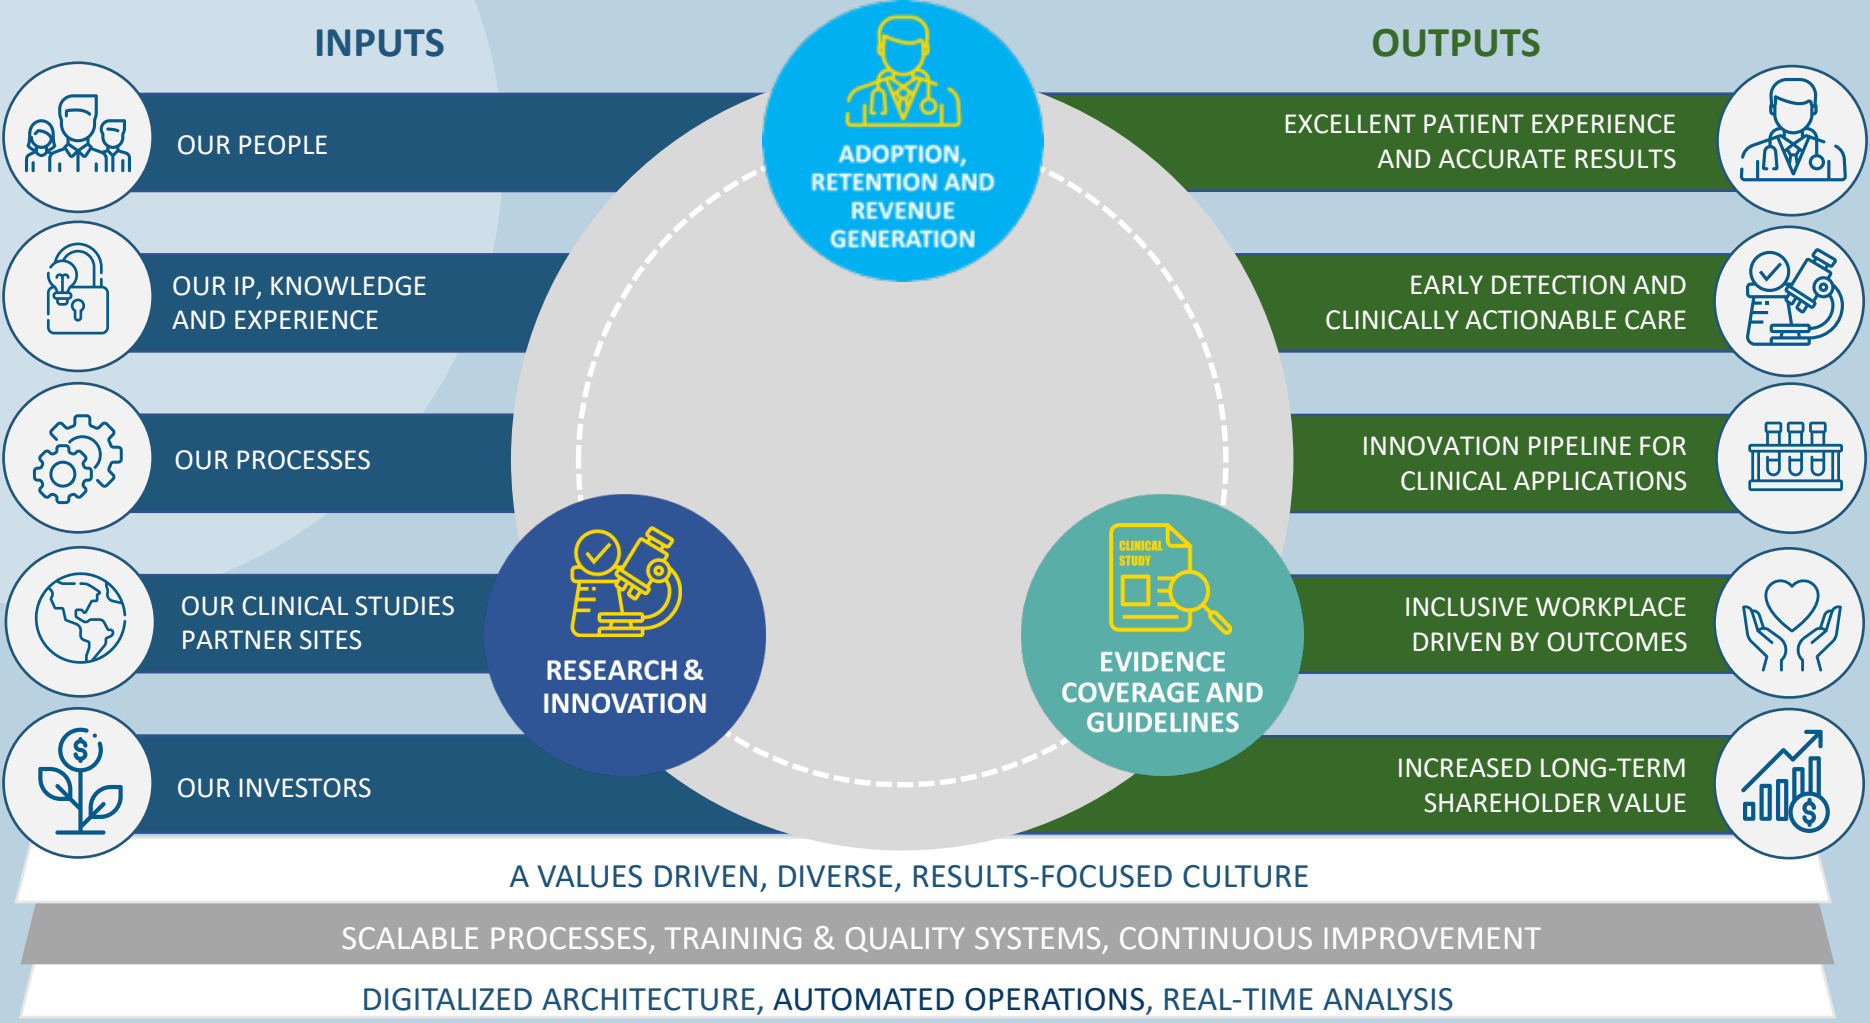 INPUTS
OUR PEOPLE
OUR IP, KNOWLEDGE
AND EXPERIENCE
OUR PROCESSES
OUR CLINICAL STUDIES
PARTNER SITES
OUR INVESTORS
ADOPTION,
RETENTION AND
REVENUE
GENERATION
RESEARCH &
INNOVATION
CLINICAL
STUDY
EVIDENCE
COVERAGE AND
GUIDELINES
OUTPUTS
EXCELLENT PATIENT EXPERIENCE
AND ACCURATE RESULTS
EARLY DETECTION AND
CLINICALLY ACTIONABLE CARE
INNOVATION PIPELINE FOR
CLINICAL APPLICATIONS
INCLUSIVE WORKPLACE
DRIVEN BY OUTCOMES
INCREASED LONG-TERM
SHAREHOLDER VALUE
A VALUES DRIVEN, DIVERSE, RESULTS-FOCUSED CULTURE
SCALABLE PROCESSES, TRAINING & QUALITY SYSTEMS, CONTINUOUS IMPROVEMENT
DIGITALIZED ARCHITECTURE, AUTOMATED OPERATIONS, REAL-TIME ANALYSIS